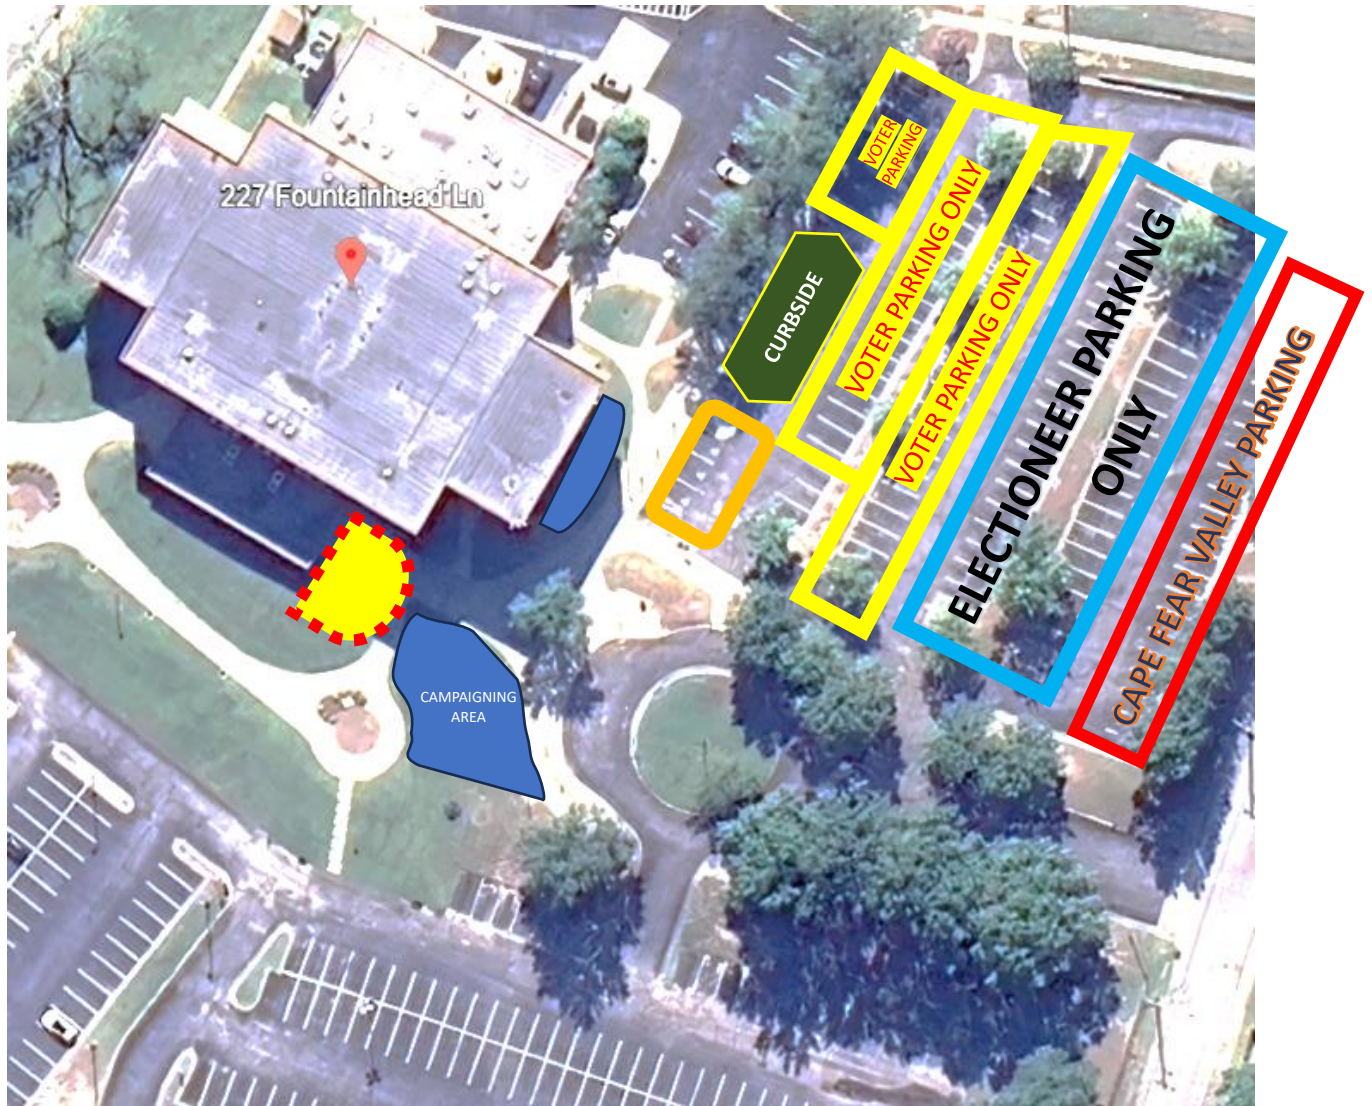 227 Fountainhead Ln
VOTER
PARKING
VOTER PARKING ONLY
VOTER PARKING ONLY
CURBSIDE
ELECTIONEER PARKING
ONLY
CAPE FEAR VALLEY PARKING
CAMPAIGNING
AREA